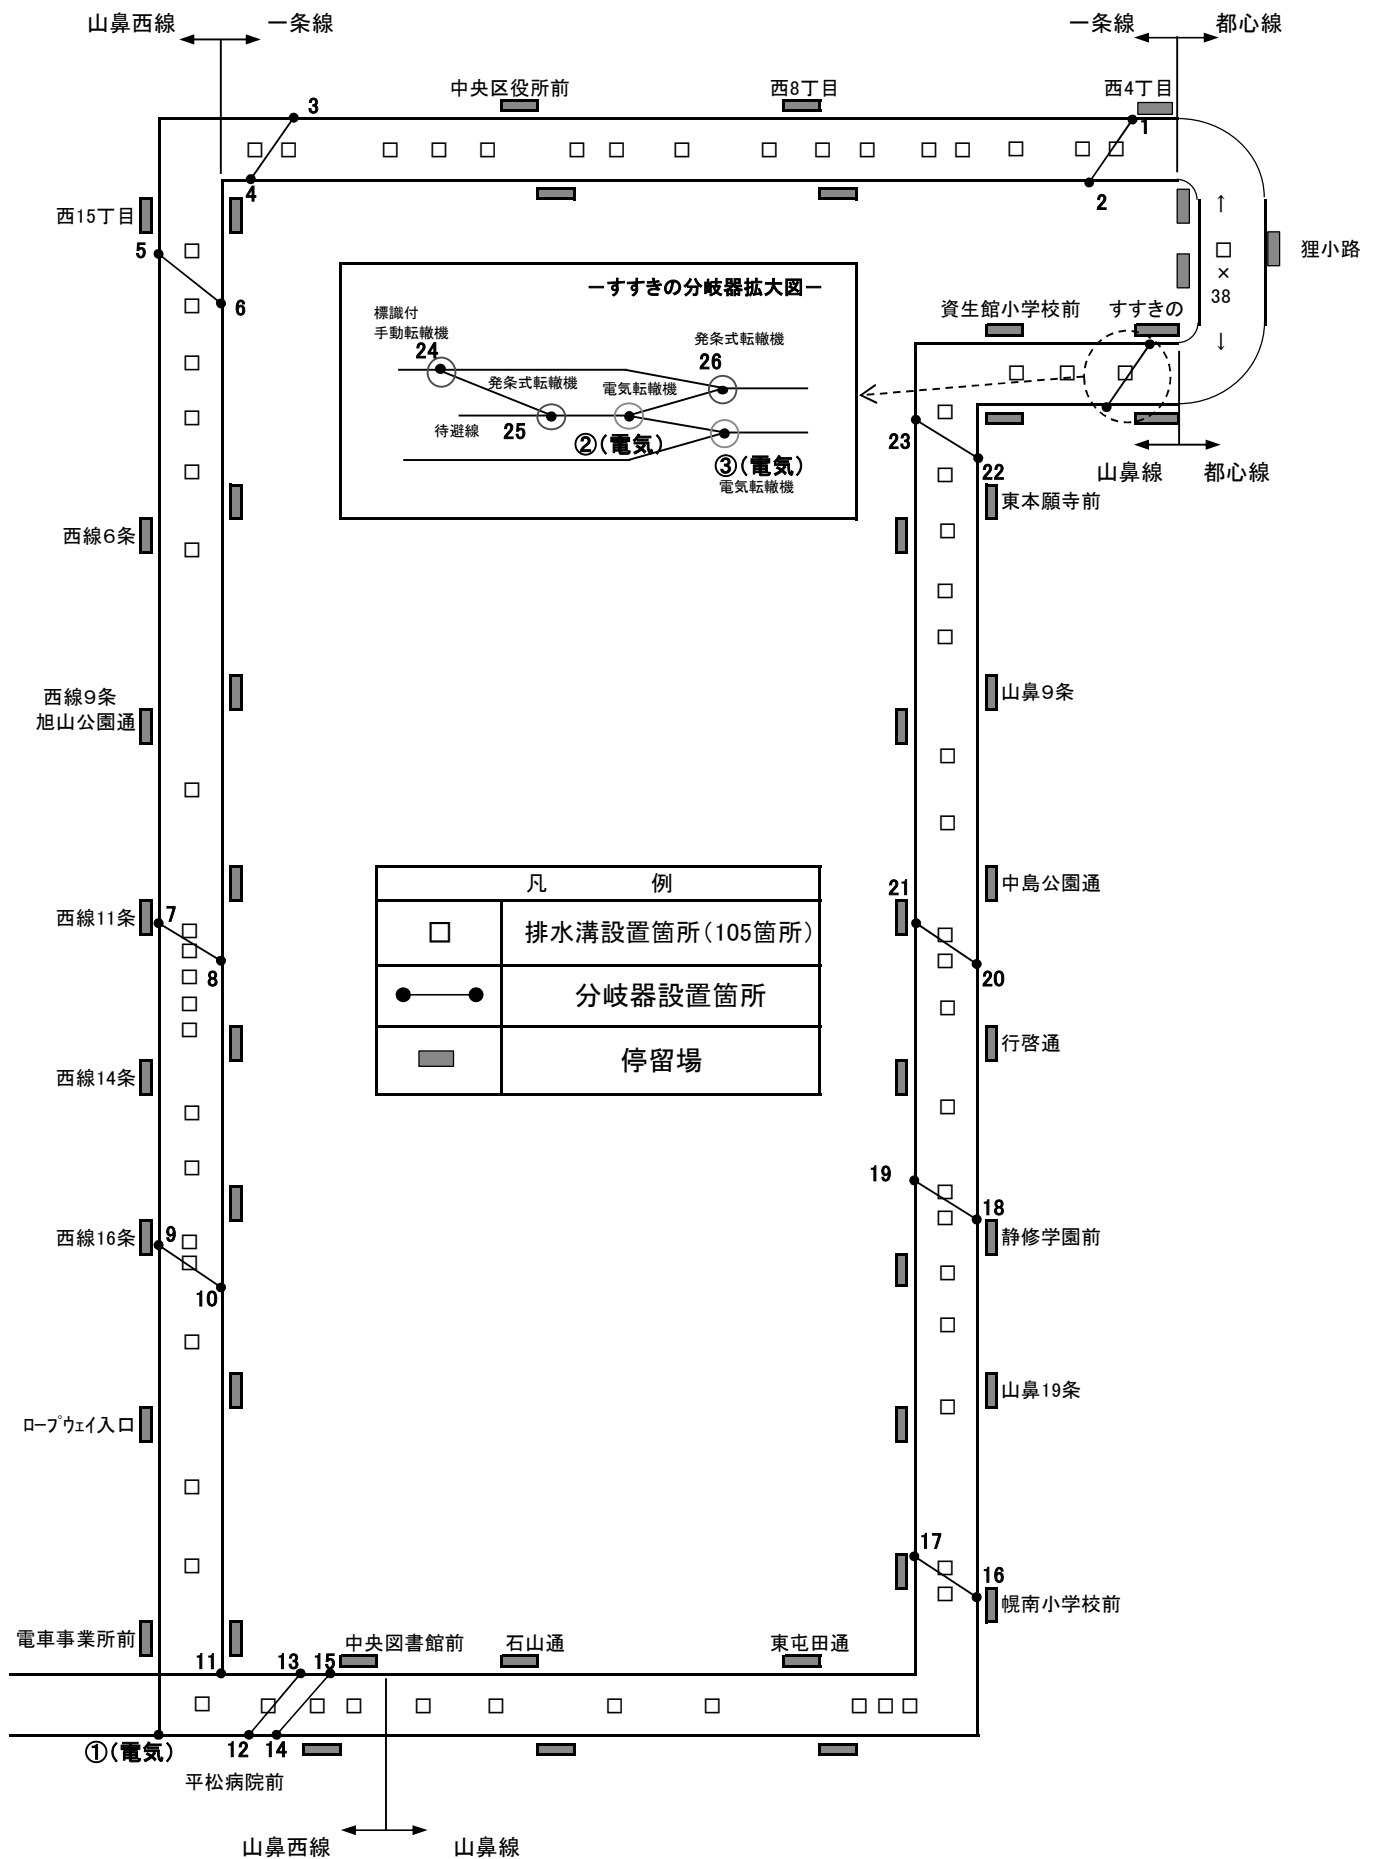 山鼻西線 一条線
一条線 都心線
中央区役所前
西8丁目
西4丁目
3
1
4
2
西15丁目
5
6
↑
□
×
38
↓
狸小路
資生館小学校前
すすきの
－すすきの分岐器拡大図－
標識付
手動転轍機
24
発条式転轍機
26
発条式転轍機
電気転轍機
待避線
25
②(電気)
③(電気)
電気転轍機
23
22
山鼻線 都心線
東本願寺前
西線6条
山鼻9条
西線9条
旭山公園通
凡 例
□ 排水溝設置箇所(105箇所)
分岐器設置箇所
停留場
21
中島公園通
西線11条
7
8
20
行啓通
西線14条
19
18
静修学園前
西線16条
9
10
山鼻19条
ロープウェイ入口
17
16
幌南小学校前
電車事業所前
中央図書館前
石山通
東屯田通
11
13
15
①(電気)
12
14
平松病院前
山鼻西線 山鼻線